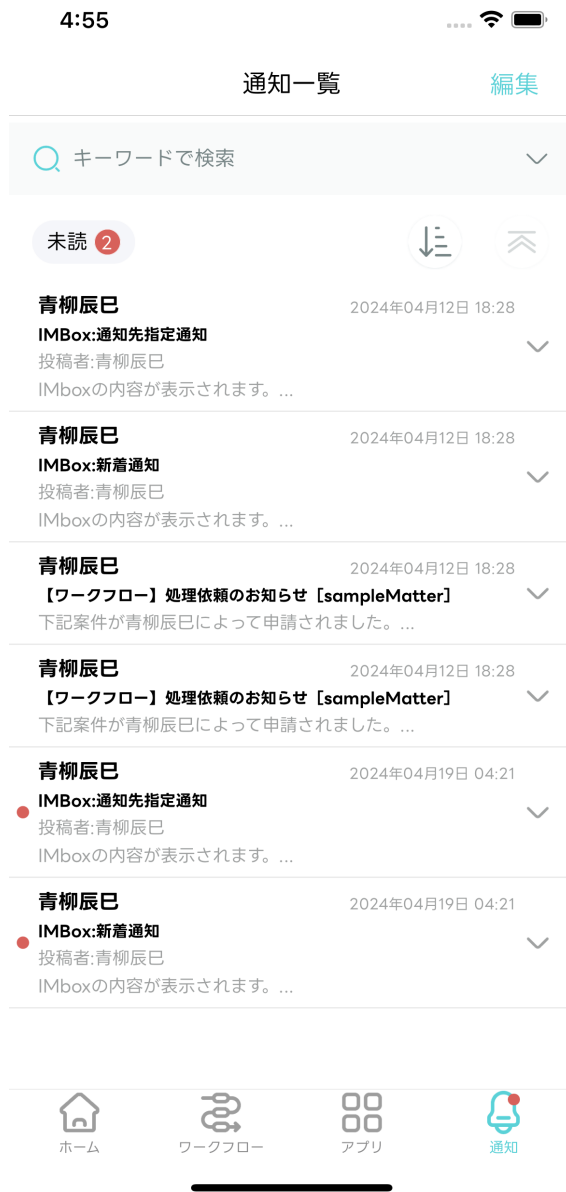 4:55
通知一覧
編集
キーワードで検索
未読 2
青柳辰巳
2024年04月12日 18:28
IMBox:通知先指定通知
投稿者:青柳辰巳
IMboxの内容が表示されます。...
青柳辰巳
2024年04月12日 18:28
IMBox:新着通知
投稿者:青柳辰巳
IMboxの内容が表示されます。...
青柳辰巳
2024年04月12日 18:28
【ワークフロー】処理依頼のお知らせ［sampleMatter］
下記案件が青柳辰巳によって申請されました。...
青柳辰巳
2024年04月12日 18:28
【ワークフロー】処理依頼のお知らせ［sampleMatter］
下記案件が青柳辰巳によって申請されました。...
青柳辰巳
2024年04月19日 04:21
IMBox:通知先指定通知
投稿者:青柳辰巳
IMboxの内容が表示されます。...
青柳辰巳
2024年04月19日 04:21
IMBox:新着通知
投稿者:青柳辰巳
IMboxの内容が表示されます。...
ホーム
ワークフロー
アプリ
通知